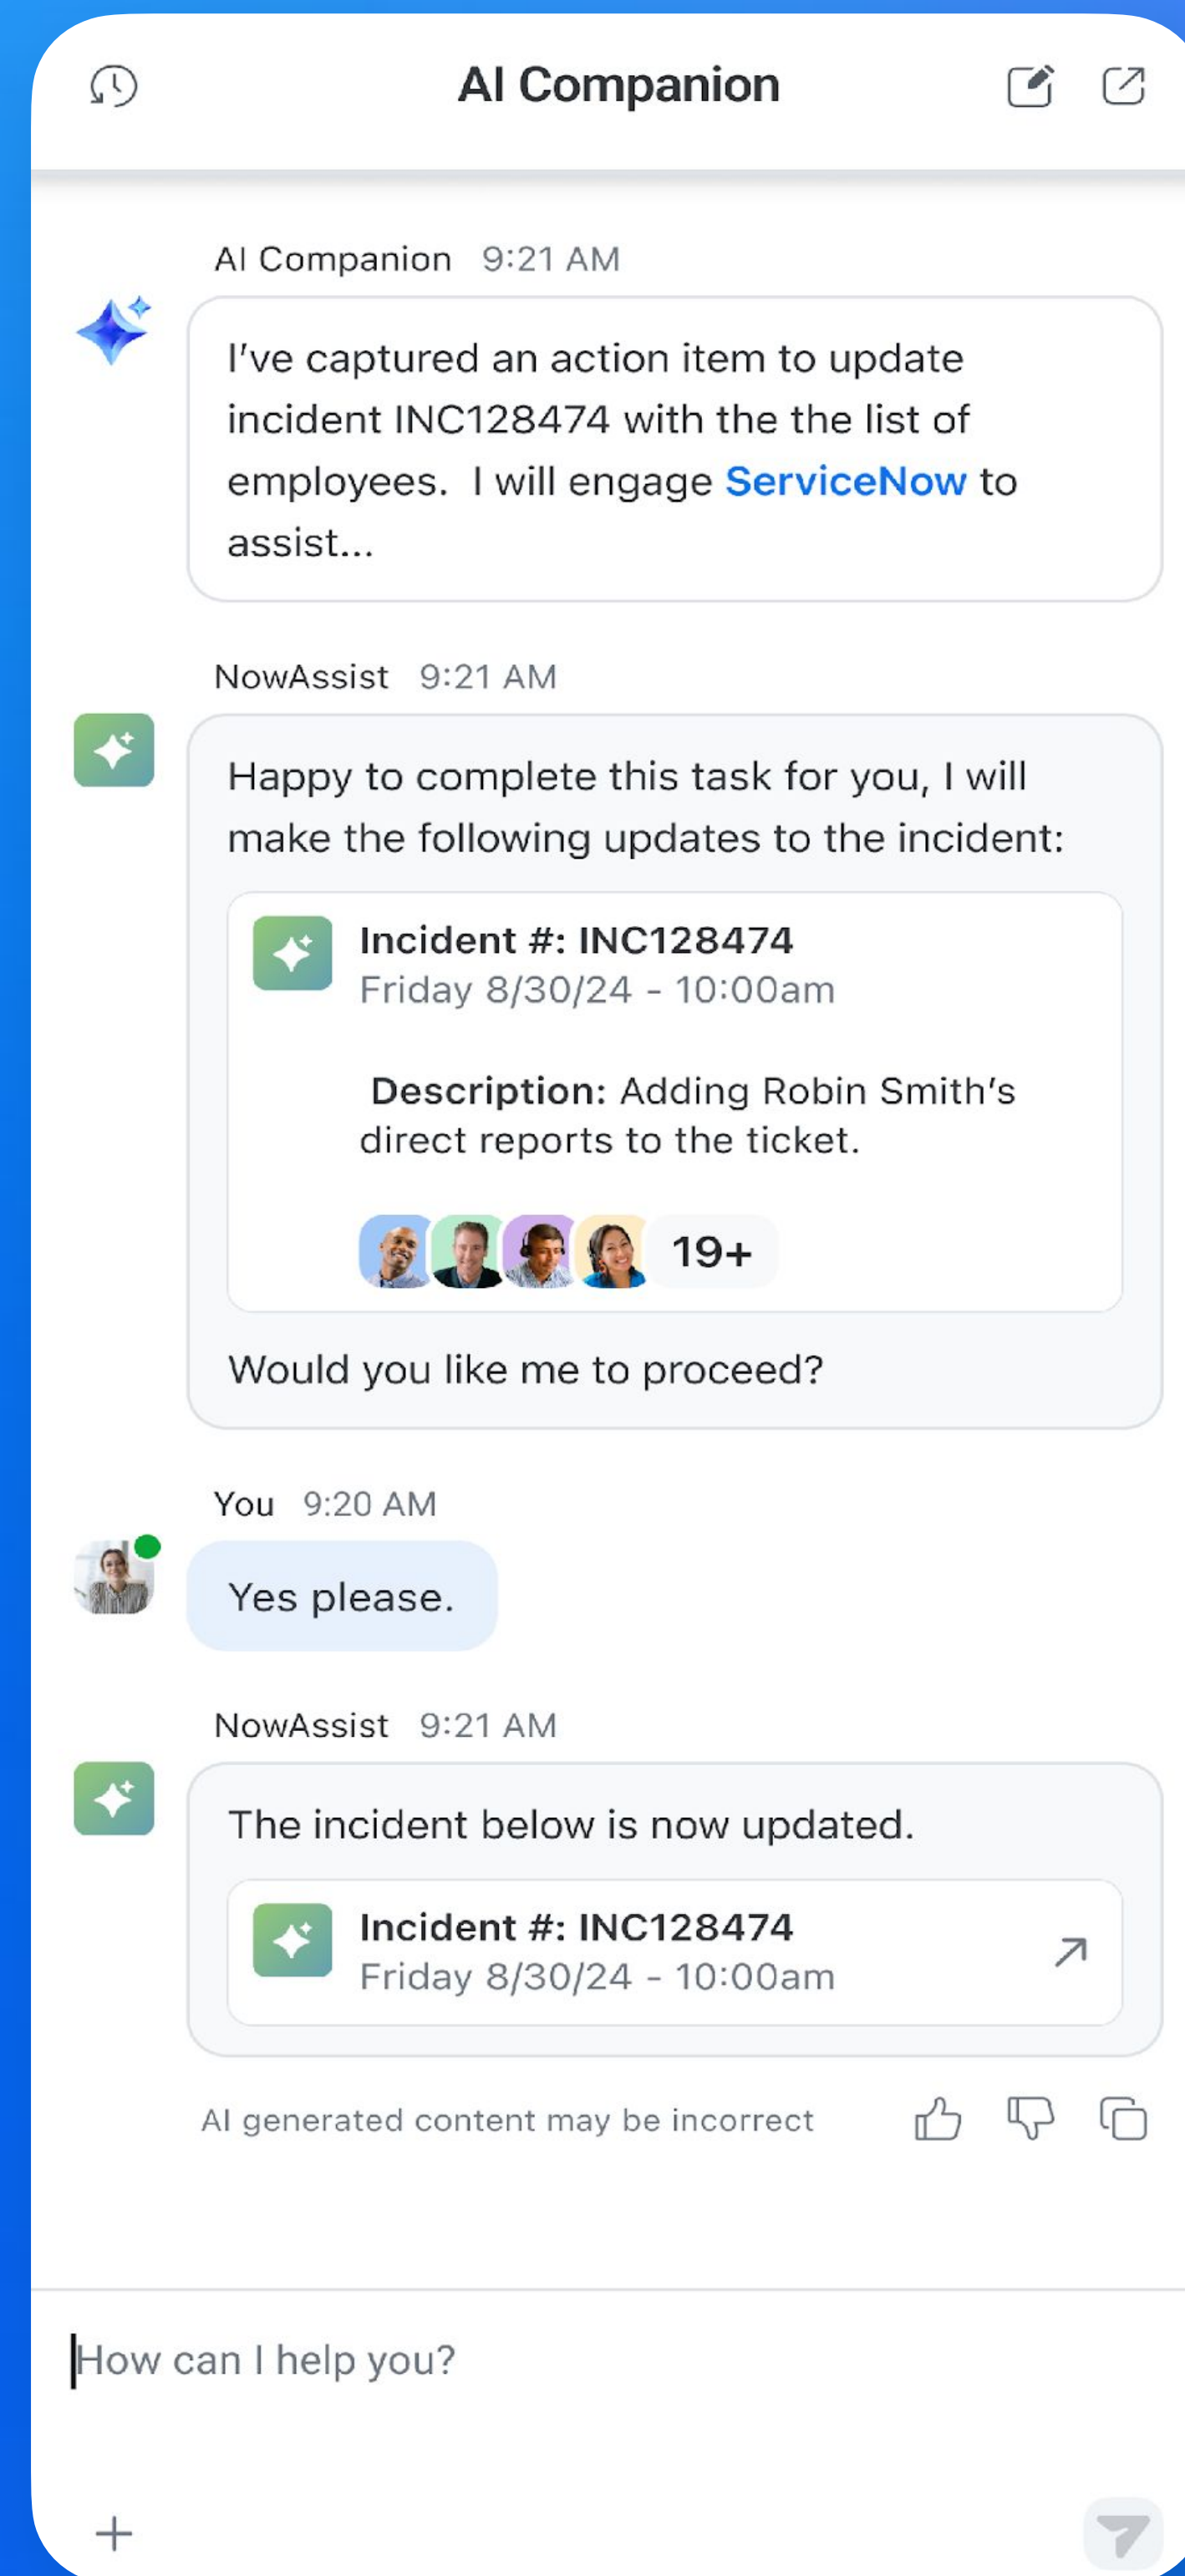 AI Companion
AI Companion 9:21 AM
I've captured an action item to update
incident INC128474 with the the list of
employees.  I will engage ServiceNow to
assist...
NowAssist 9:21 AM
Happy to complete this task for you, I will
make the following updates to the incident:
Incident #: INC128474
Friday 8/30/24 - 10:00am
Description: Adding Robin Smith's
direct reports to the ticket.
19+
Would you like me to proceed?
You 9:20 AM
Yes please.
NowAssist 9:21 AM
The incident below is now updated.
Incident #: INC128474
Friday 8/30/24 - 10:00am
AI generated content may be incorrect
How can I help you?